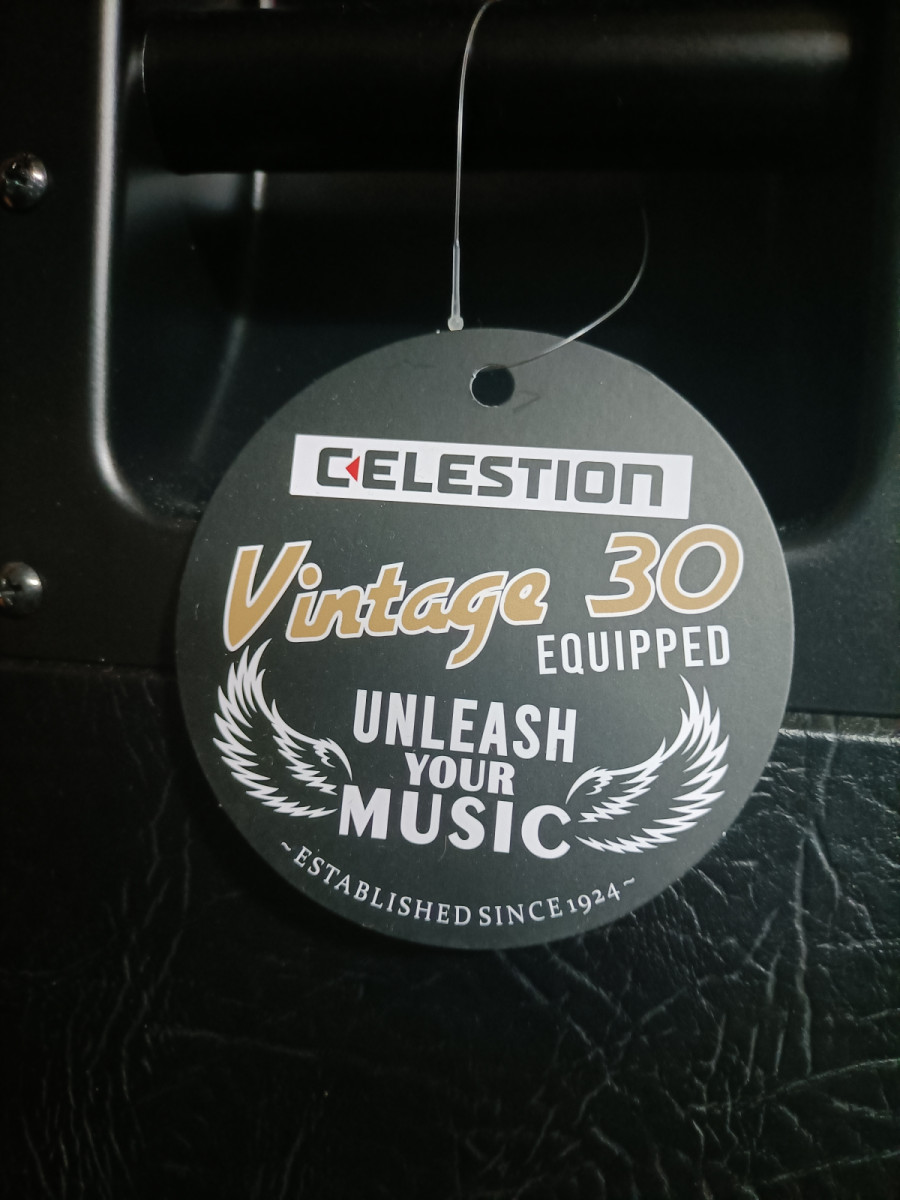 CELESTION
Vintage 30
EQUIPPED
UNLEASH
YOUR
MUSIC
~ESTABLISHED SINCE 1924~